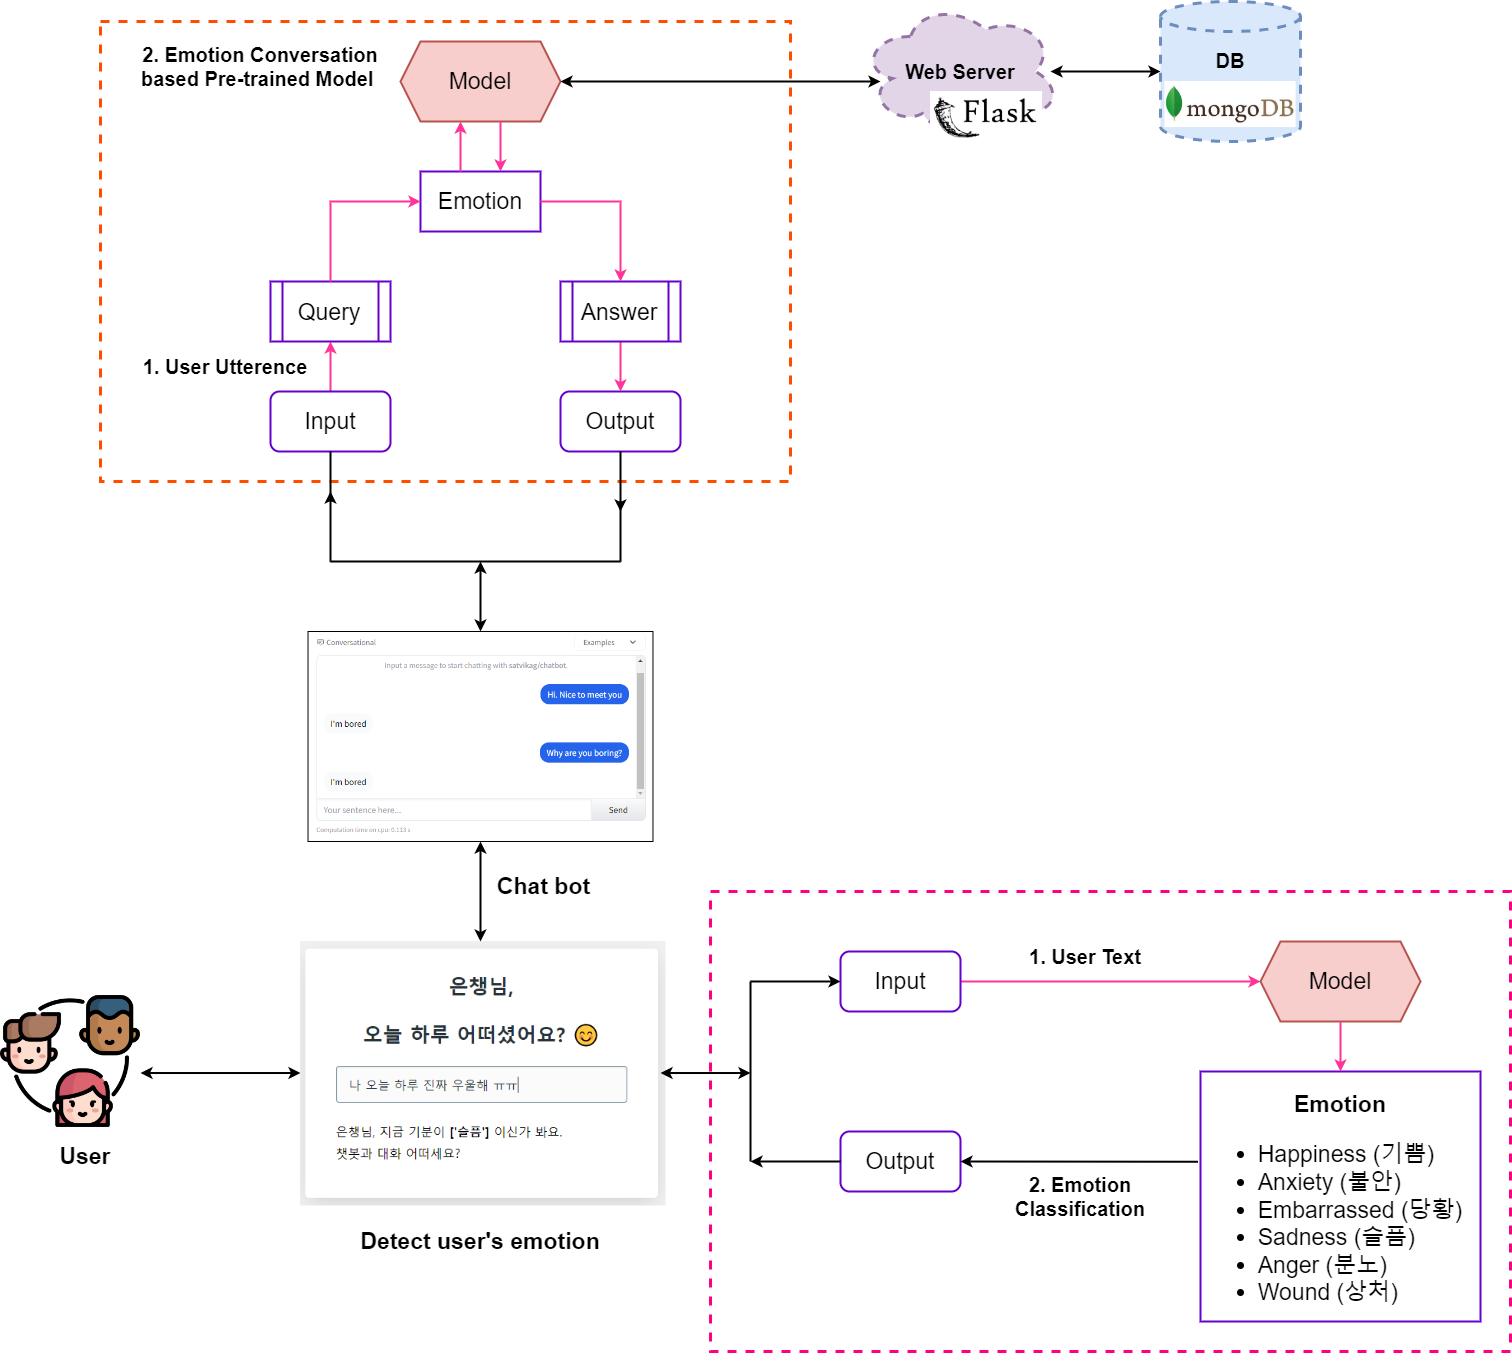 2. Emotion Conversation
based Pre-trained Model
Model
Web Server
Flask
DB
mongoDB
Emotion
Query
Answer
1. User Utterence
Input
Output
Conversational
Examples
Input a message to start chatting with satvikag/chatbot.
Hi. Nice to meet you
I'm bored
Why are you boring?
I'm bored
Your sentence here...
Send
Computation time on cpu: 0.113 s
Chat bot
은챙님,
오늘 하루 어떠셨어요? 😊
나 오늘 하루 진짜 우울해 ㅠㅠ
은챙님, 지금 기분이 ['슬픔'] 이신가 봐요.
챗봇과 대화 어떠세요?
User
Detect user's emotion
Input
1. User Text
Model
Emotion
• Happiness (기쁨)
• Anxiety (불안)
• Embarrassed (당황)
• Sadness (슬픔)
• Anger (분노)
• Wound (상처)
Output
2. Emotion
Classification